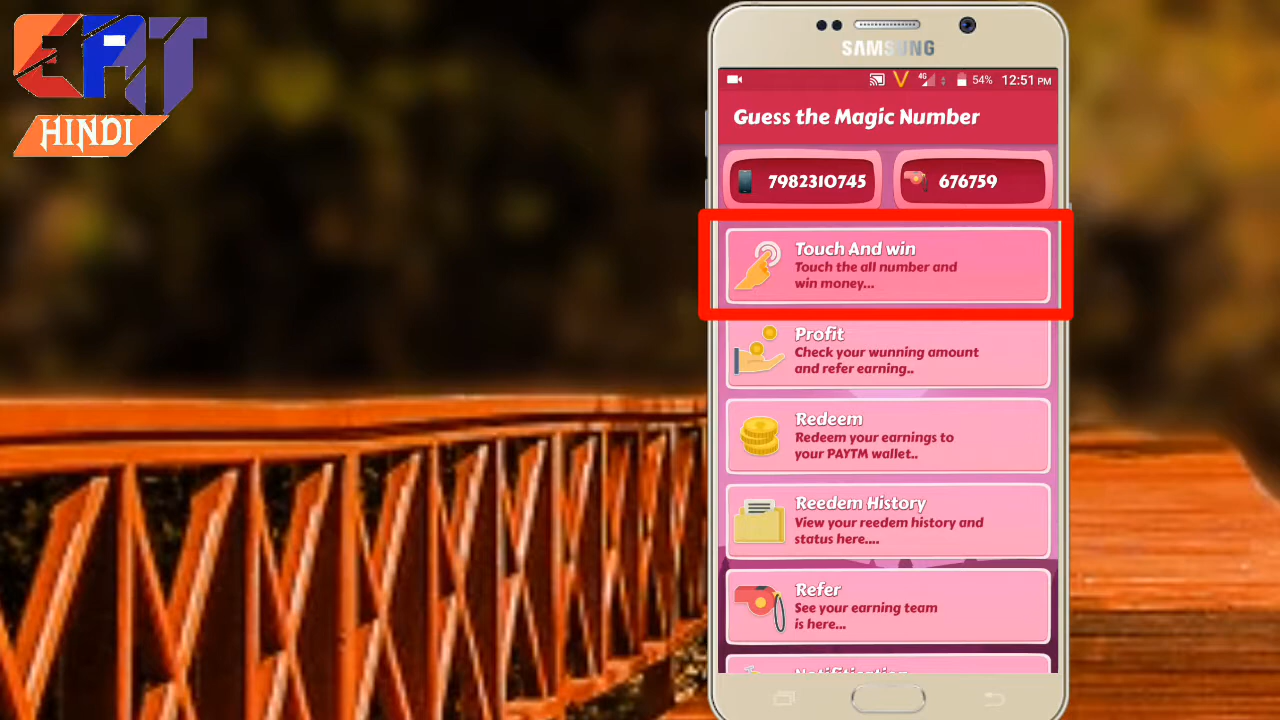 EAT
HINDI
SAMSUNG
4G 54% 12:51 PM
Guess the Magic Number
7982310745
676759
Touch And win
Touch the all number and
win money...
Profit
Check your wunning amount
and refer earning..
Redeem
Redeem your earnings to
your PAYTM wallet..
Reedem History
View your reedem history and
status here....
Refer
See your earning team
is here...